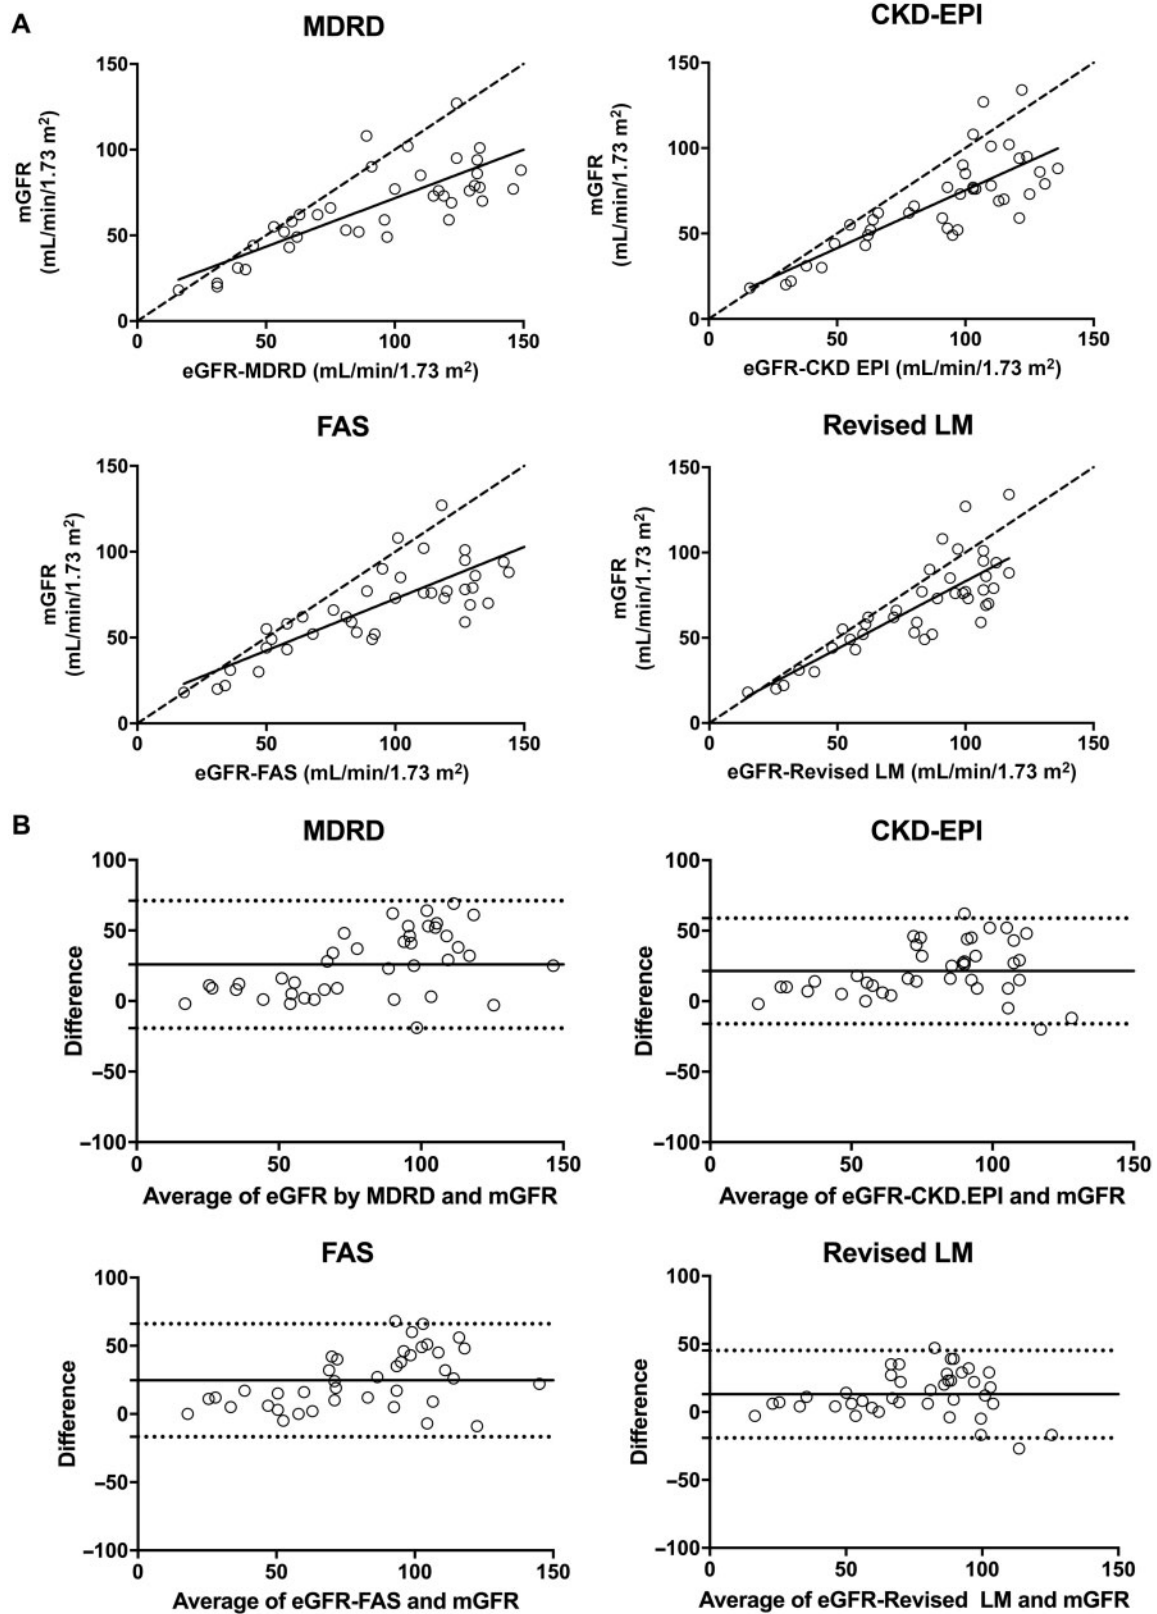 A
MDRD
150
100
50
0
0 50 100 150
mGFR
(mL/min/1.73 m²)
eGFR-MDRD (mL/min/1.73 m²)
CKD-EPI
150
100
50
0
0 50 100 150
mGFR
(mL/min/1.73 m²)
eGFR-CKD EPI (mL/min/1.73 m²)
FAS
150
100
50
0
0 50 100 150
mGFR
(mL/min/1.73 m²)
eGFR-FAS (mL/min/1.73 m²)
Revised LM
150
100
50
0
0 50 100 150
mGFR
(mL/min/1.73 m²)
eGFR-Revised LM (mL/min/1.73 m²)
B
MDRD
100
50
0
–50
–100
0 50 100 150
Difference
Average of eGFR by MDRD and mGFR
CKD-EPI
100
50
0
–50
–100
0 50 100 150
Difference
Average of eGFR-CKD.EPI and mGFR
FAS
100
50
0
–50
–100
0 50 100 150
Difference
Average of eGFR-FAS and mGFR
Revised LM
100
50
0
–50
–100
0 50 100 150
Difference
Average of eGFR-Revised LM and mGFR